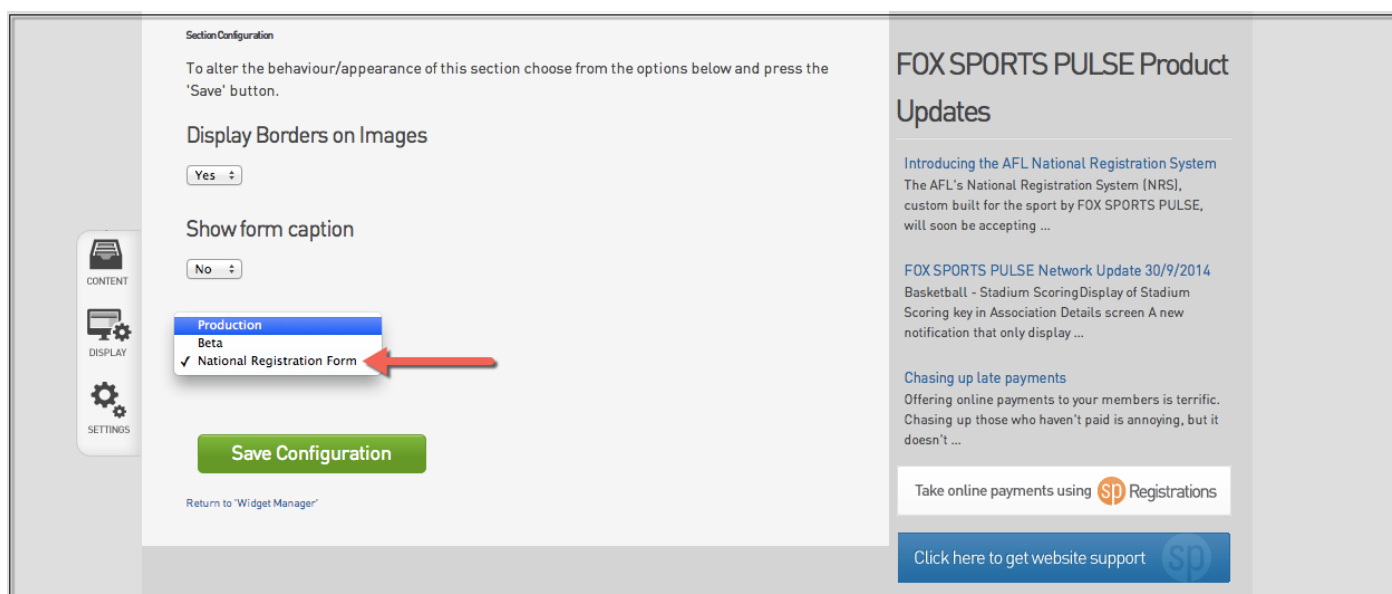 Section Configuration
To alter the behaviour/appearance of this section choose from the options below and press the
'Save' button.
Display Borders on Images
Yes
Show form caption
No
Production
Beta
✓ National Registration Form
Save Configuration
Return to 'Widget Manager'
CONTENT
DISPLAY
SETTINGS
FOX SPORTS PULSE Product
Updates
Introducing the AFL National Registration System
The AFL's National Registration System (NRS),
custom built for the sport by FOX SPORTS PULSE,
will soon be accepting ...
FOX SPORTS PULSE Network Update 30/9/2014
Basketball - Stadium ScoringDisplay of Stadium
Scoring key in Association Details screen A new
notification that only display ...
Chasing up late payments
Offering online payments to your members is terrific.
Chasing up those who haven't paid is annoying, but it
doesn't ...
Take online payments using sp Registrations
Click here to get website support sp